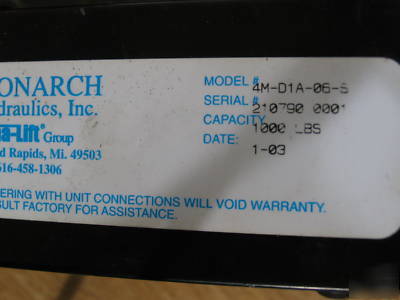 ONARCH
draulics, Inc.
a-Lift® Group
d Rapids, Mi. 49503
616-458-1306
MODEL # 4M-D1A-06-S
SERIAL # 210790 0001
CAPACITY 1000 LBS
DATE: 1-03
ERING WITH UNIT CONNECTIONS WILL VOID WARRANTY.
SULT FACTORY FOR ASSISTANCE.